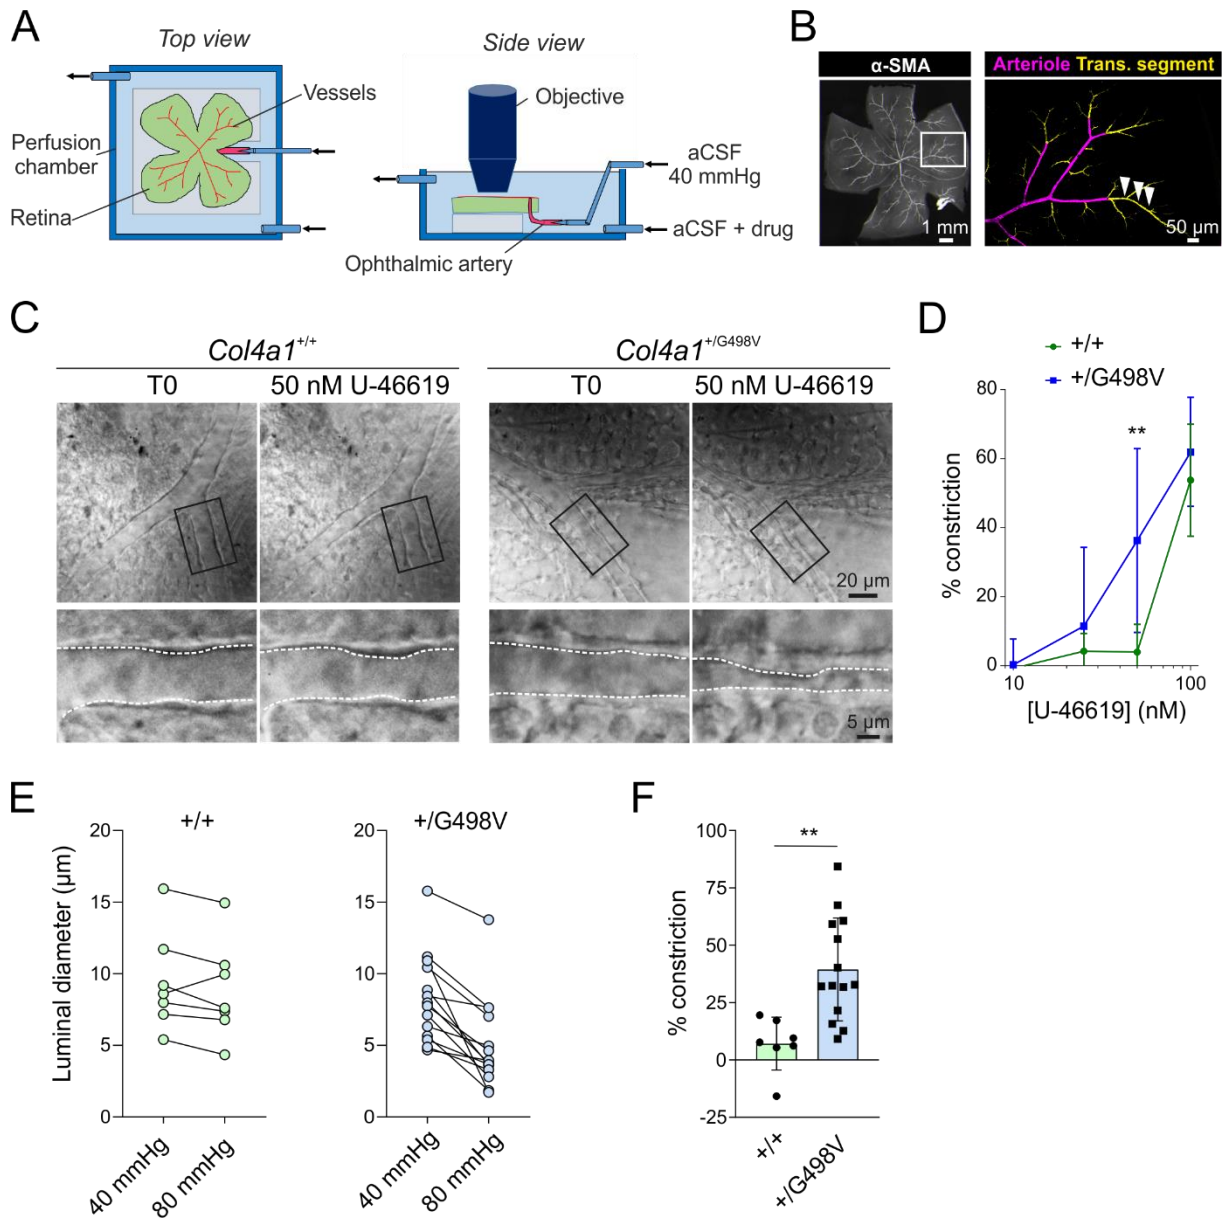 A
Top view
Side view
Vessels
Perfusion
chamber
Retina
Objective
aCSF
40 mmHg
aCSF + drug
Ophthalmic artery
B
α-SMA
Arteriole Trans. segment
1 mm
50 µm
C
Col4a1+/+
Col4a1+/G498V
T0
50 nM U-46619
T0
50 nM U-46619
20 µm
5 µm
D
+/+
+/G498V
80
60
40
20
0
**
% constriction
10
100
[U-46619] (nM)
E
+/+
+/G498V
Luminal diameter (µm)
20
15
10
5
0
40 mmHg
80 mmHg
20
15
10
5
0
40 mmHg
80 mmHg
F
**
% constriction
100
75
50
25
0
-25
+/+
+/G498V